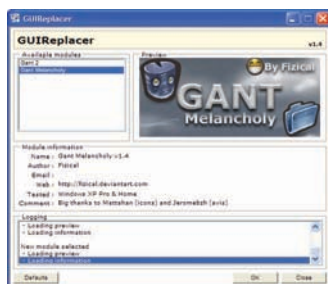 GUIReplacer
GUIReplacer
v1.4
Available modules
Gant 2
Gant Melancholy
Preview
By Fizical
GANT
Melancholy
Module information
Name : Gant Melancholy v1.4
Author : Fizical
Email :
Web : http://fizical.deviantart.com
Tested : Windows XP Pro & Home
Comment : Big thanks to Mattahan (icons) and Jeromeksh (avis)
Logging
- Loading preview
- Loading information
New module selected
- Loading preview
- Loading information
Defaults
OK
Close